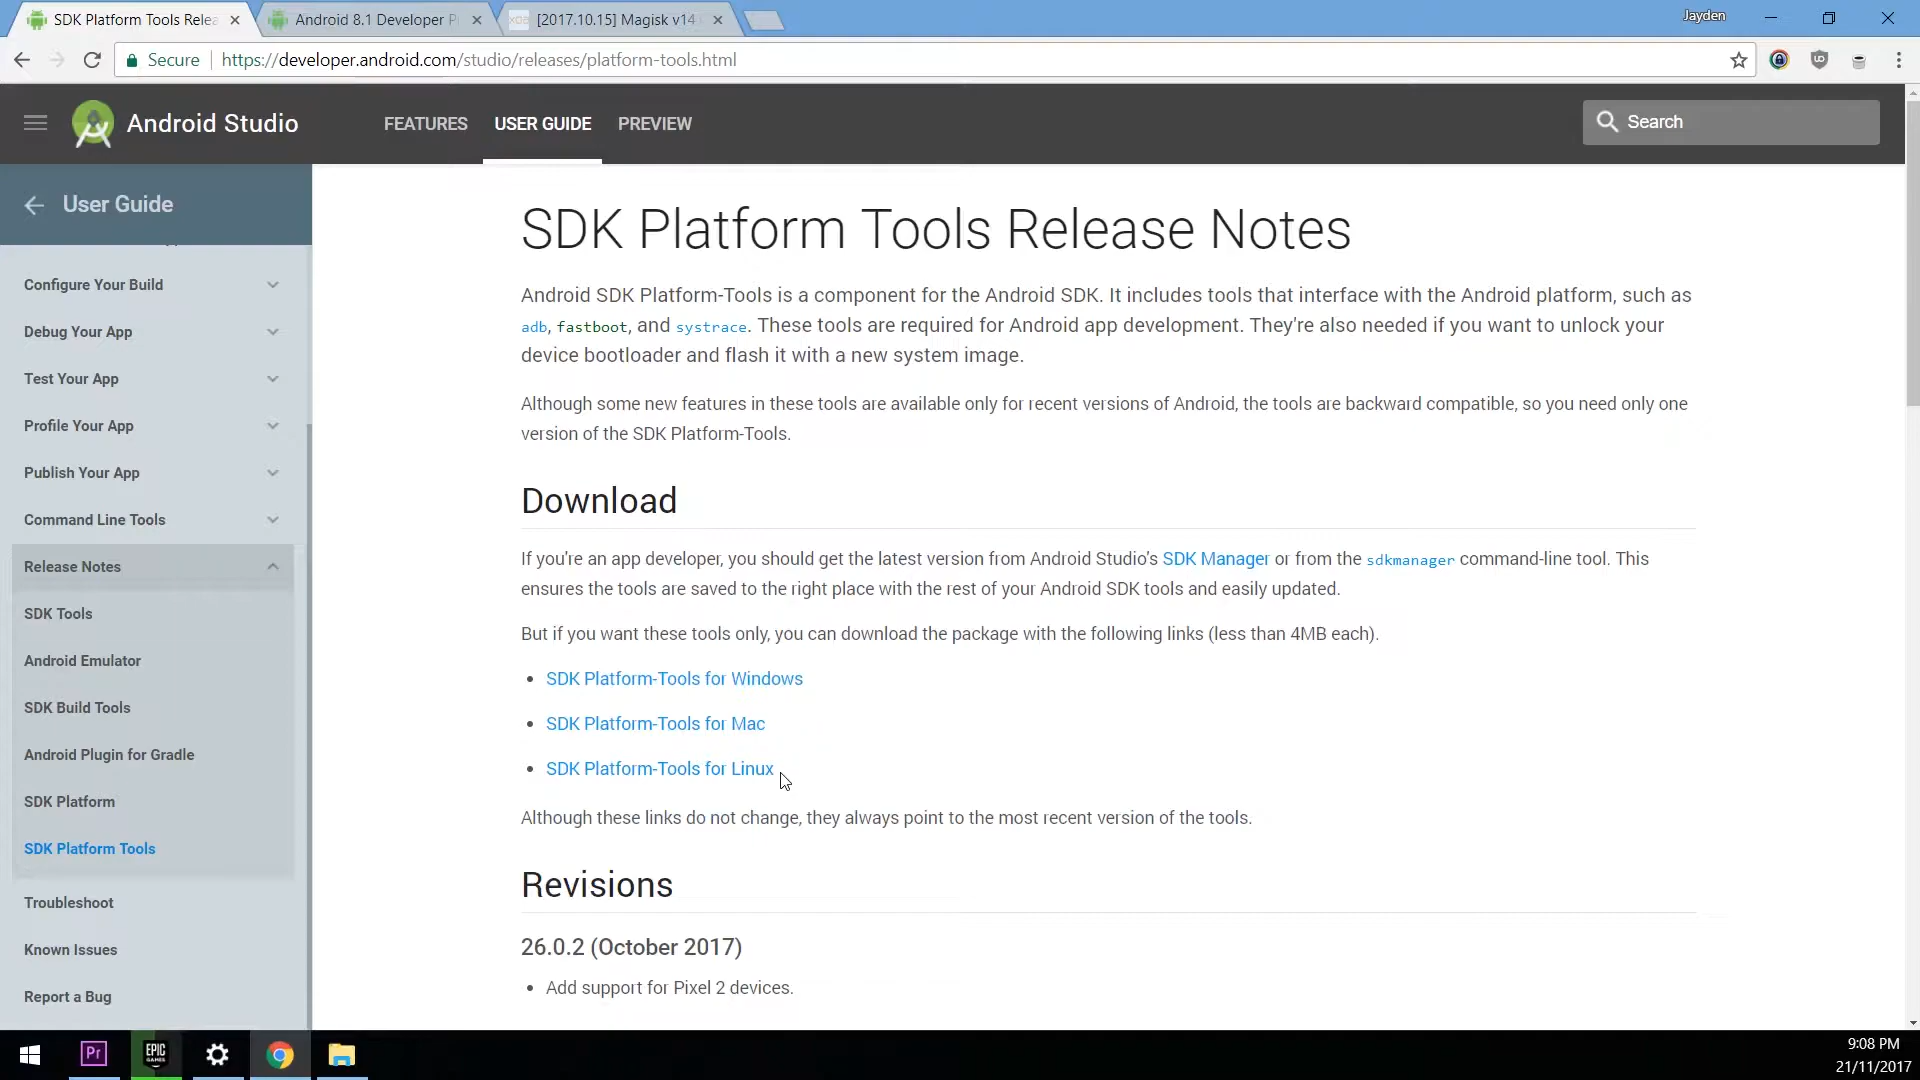 SDK Platform Tools Relea
Android 8.1 Developer P
[2017.10.15] Magisk v14
Jayden
Secure
https://developer.android.com/studio/releases/platform-tools.html
Android Studio
FEATURES
USER GUIDE
PREVIEW
Search
User Guide
Configure Your Build
Debug Your App
Test Your App
Profile Your App
Publish Your App
Command Line Tools
Release Notes
SDK Tools
Android Emulator
SDK Build Tools
Android Plugin for Gradle
SDK Platform
SDK Platform Tools
Troubleshoot
Known Issues
Report a Bug
SDK Platform Tools Release Notes
Android SDK Platform-Tools is a component for the Android SDK. It includes tools that interface with the Android platform, such as
adb, fastboot, and systrace. These tools are required for Android app development. They're also needed if you want to unlock your
device bootloader and flash it with a new system image.
Although some new features in these tools are available only for recent versions of Android, the tools are backward compatible, so you need only one
version of the SDK Platform-Tools.
Download
If you're an app developer, you should get the latest version from Android Studio's SDK Manager or from the sdkmanager command-line tool. This
ensures the tools are saved to the right place with the rest of your Android SDK tools and easily updated.
But if you want these tools only, you can download the package with the following links (less than 4MB each).
• SDK Platform-Tools for Windows
• SDK Platform-Tools for Mac
• SDK Platform-Tools for Linux
Although these links do not change, they always point to the most recent version of the tools.
Revisions
26.0.2 (October 2017)
• Add support for Pixel 2 devices.
Pr
EPIC
GAMES
9:08 PM
21/11/2017